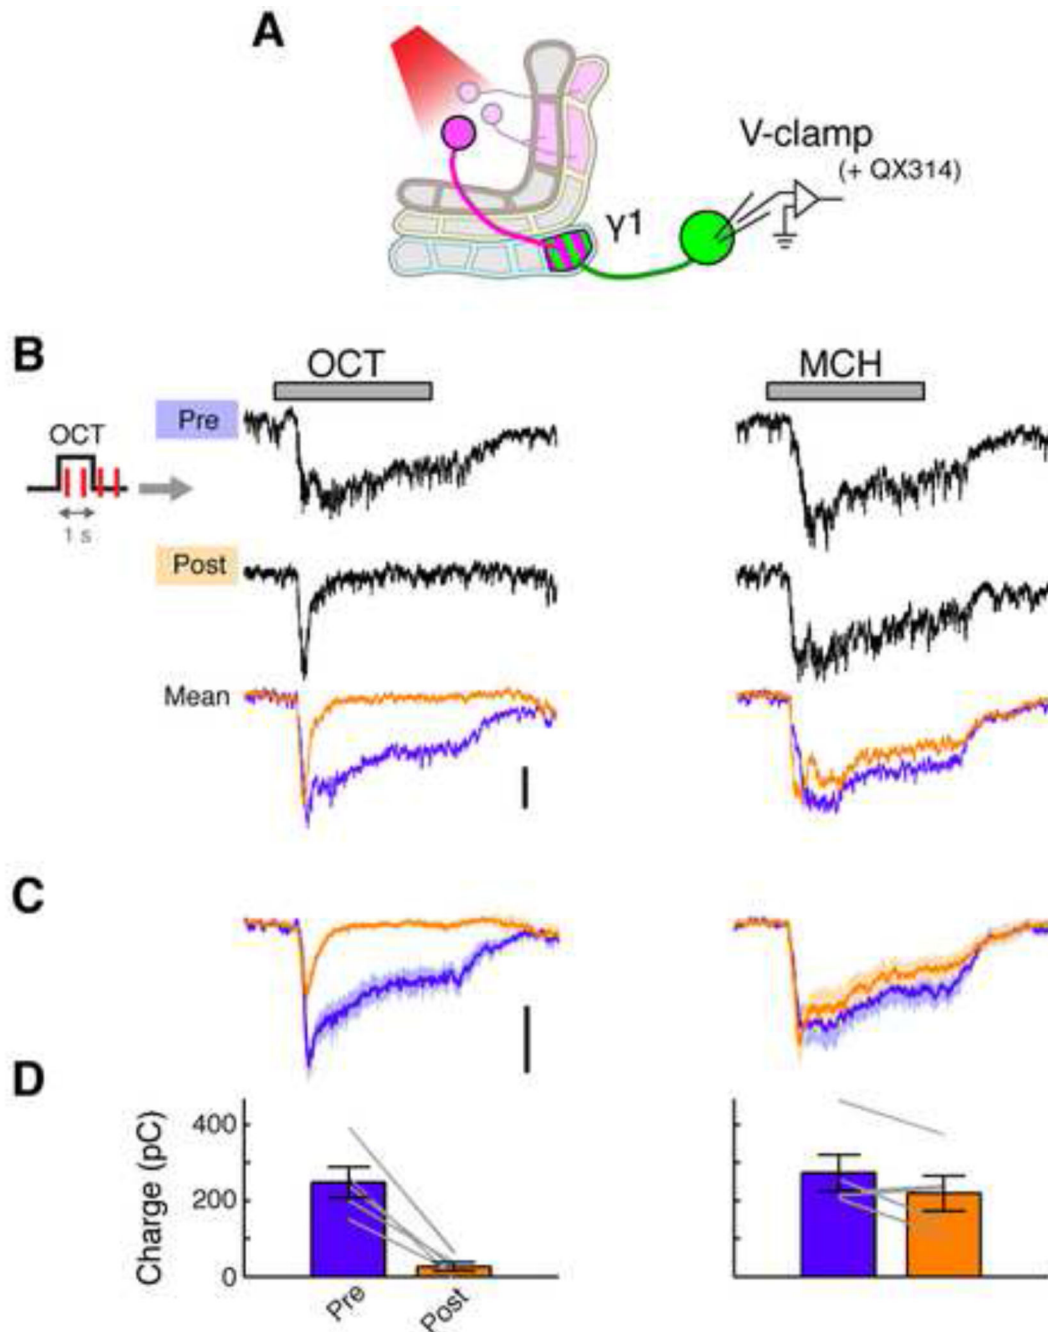 A
V-clamp
(+ QX314)
γ1
B
OCT
MCH
Pre
OCT
1 s
Post
Mean
C
D
Charge (pC)
400
200
0
Pre
Post